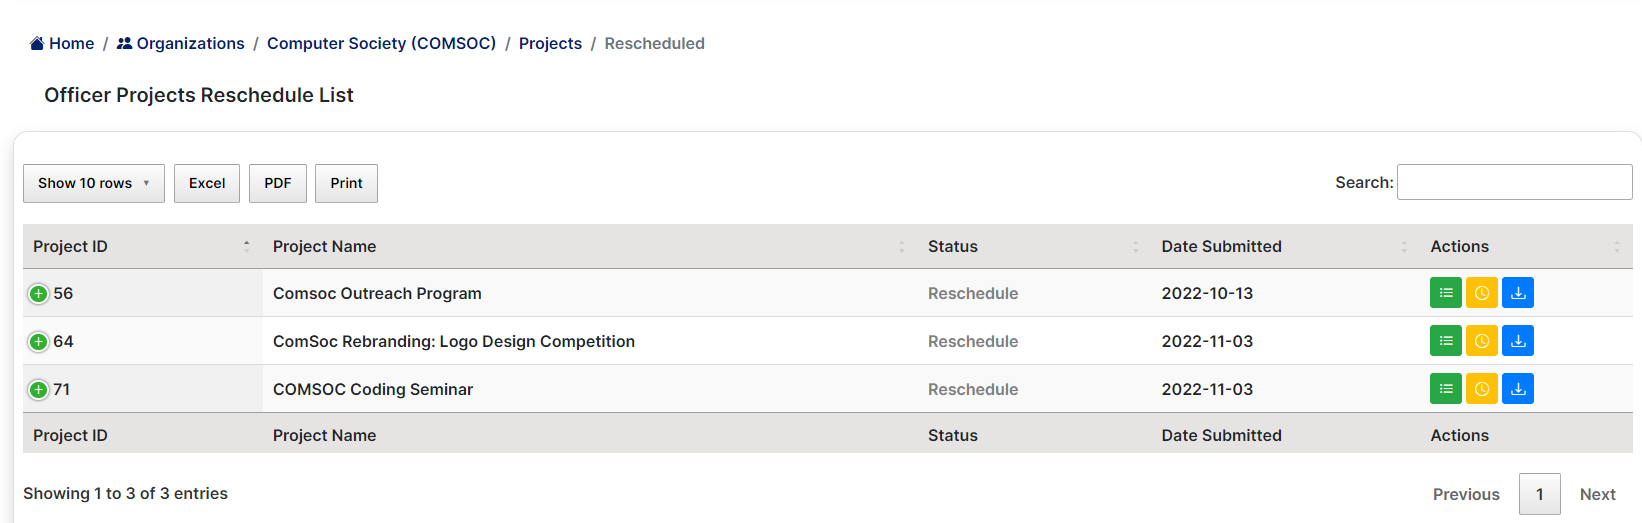 Home / Organizations / Computer Society (COMSOC) / Projects / Rescheduled
Officer Projects Reschedule List
Show 10 rows Excel PDF Print Search:
Project ID Project Name Status Date Submitted Actions
56 Comsoc Outreach Program Reschedule 2022-10-13
64 ComSoc Rebranding: Logo Design Competition Reschedule 2022-11-03
71 COMSOC Coding Seminar Reschedule 2022-11-03
Project ID Project Name Status Date Submitted Actions
Showing 1 to 3 of 3 entries Previous 1 Next